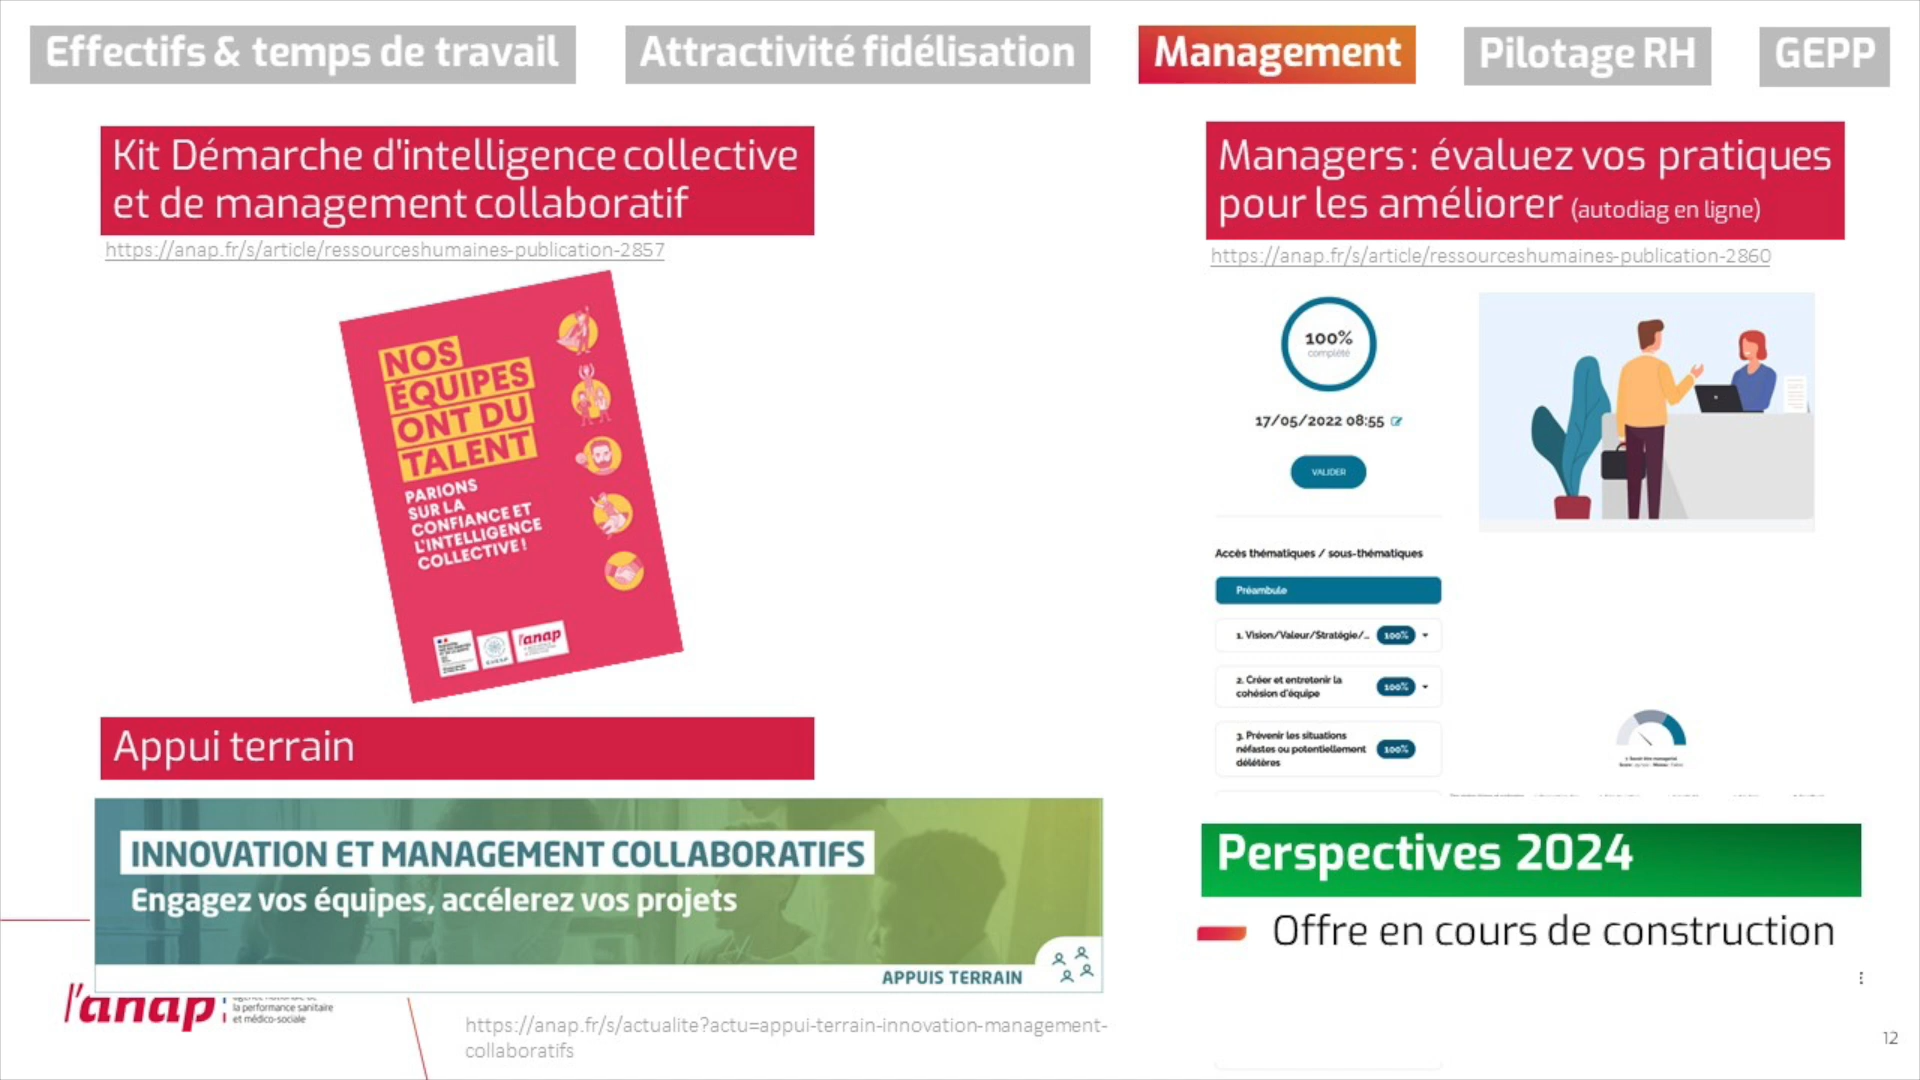 Effectifs & temps de travail
Attractivité fidélisation
Management
Pilotage RH
GEPP
Kit Démarche d'intelligence collective
et de management collaboratif
https://anap.fr/s/article/ressourceshumaines-publication-2857
NOS
ÉQUIPES
ONT DU
TALENT
PARIONS
SUR LA
CONFIANCE ET
L'INTELLIGENCE
COLLECTIVE !
l'anap
Appui terrain
INNOVATION ET MANAGEMENT COLLABORATIFS
Engagez vos équipes, accélerez vos projets
APPUIS TERRAIN
https://anap.fr/s/actualite?actu=appui-terrain-innovation-management-
collaboratifs
Managers : évaluez vos pratiques
pour les améliorer (autodiag en ligne)
https://anap.fr/s/article/ressourceshumaines-publication-2860
100%
complété
17/05/2022 08:55
VALIDER
Accès thématiques / sous-thématiques
Préambule
1. Vision/Valeur/Stratégie/... 100%
2. Créer et entretenir la
cohésion d'équipe 100%
3. Prévenir les situations
néfastes ou potentiellement 100%
délétères
Perspectives 2024
Offre en cours de construction
l'anap
la performance sanitaire
et médico-sociale
12